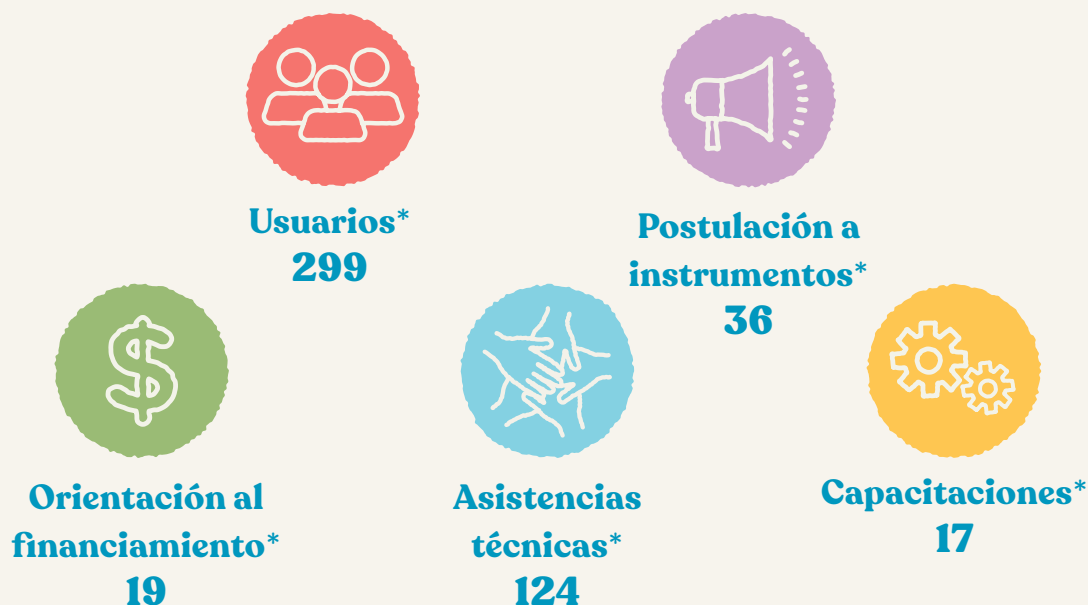 Usuarios*
299
Postulación a
instrumentos*
36
Orientación al
financiamiento*
19
Asistencias
técnicas*
124
Capacitaciones*
17